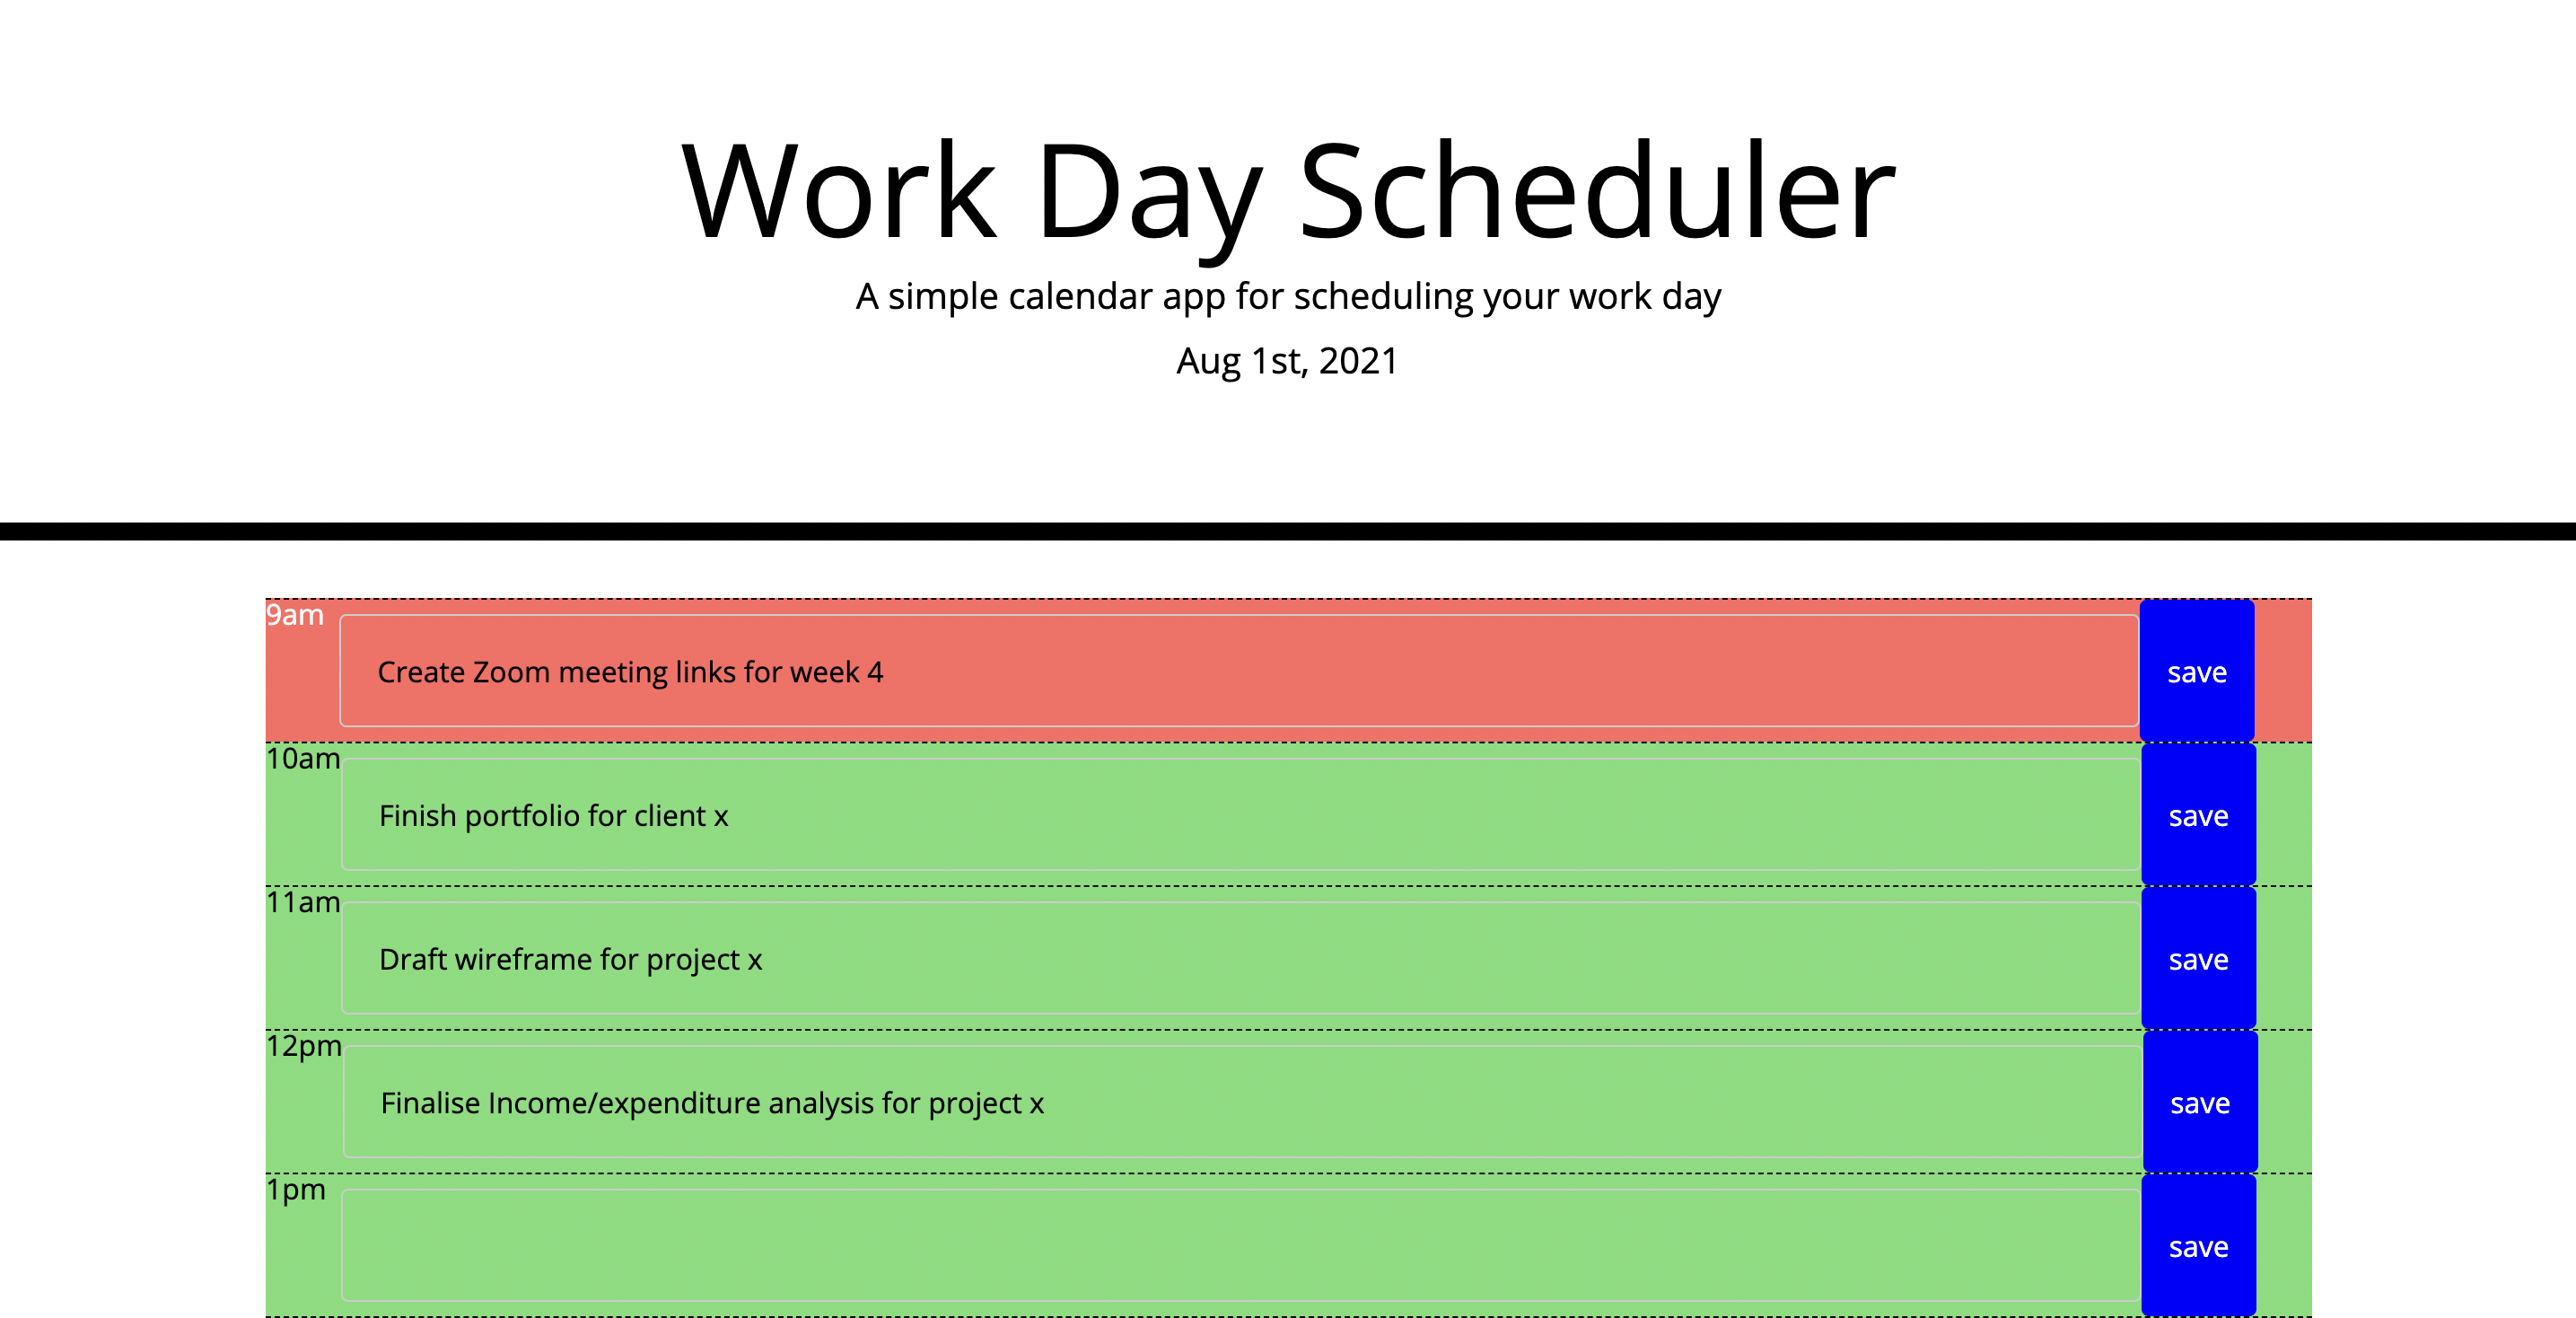 Work Day Scheduler
A simple calendar app for scheduling your work day
Aug 1st, 2021
9am
Create Zoom meeting links for week 4
save
10am
Finish portfolio for client x
save
11am
Draft wireframe for project x
save
12pm
Finalise Income/expenditure analysis for project x
save
1pm
save